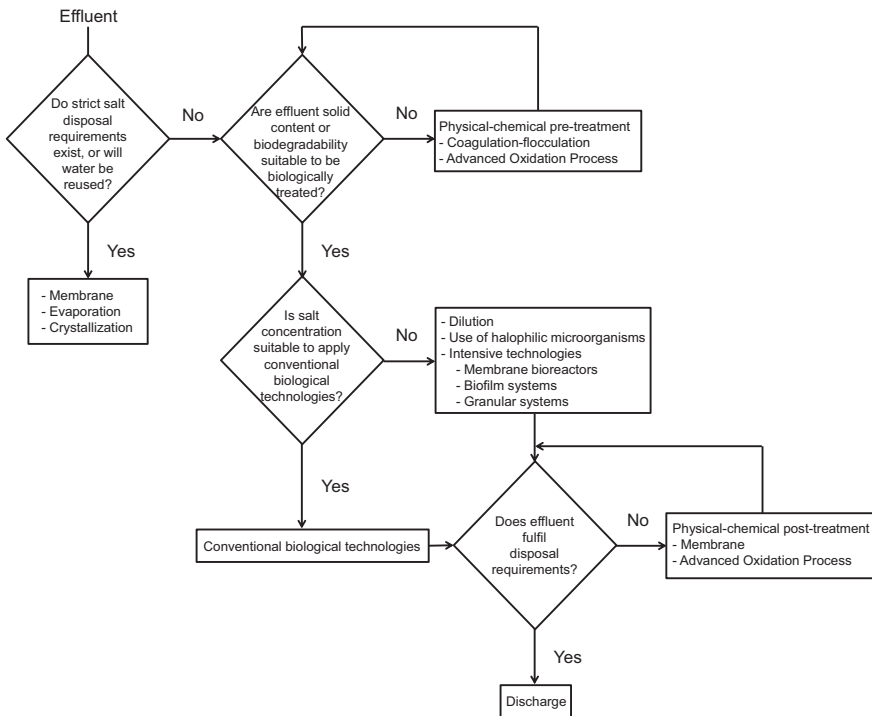 Effluent
Do strict salt
disposal
requirements
exist, or will
water be
reused?
No
Are effluent solid
content or
biodegradability
suitable to be
biologically
treated?
No
Physical-chemical pre-treatment
- Coagulation-flocculation
- Advanced Oxidation Process
Yes
- Membrane
- Evaporation
- Crystallization
Yes
Is salt
concentration
suitable to apply
conventional
biological
technologies?
No
- Dilution
- Use of halophilic microorganisms
- Intensive technologies
- Membrane bioreactors
- Biofilm systems
- Granular systems
Yes
Conventional biological technologies
Does effluent
fulfil
disposal
requirements?
No
Physical-chemical post-treatment
- Membrane
- Advanced Oxidation Process
Yes
Discharge